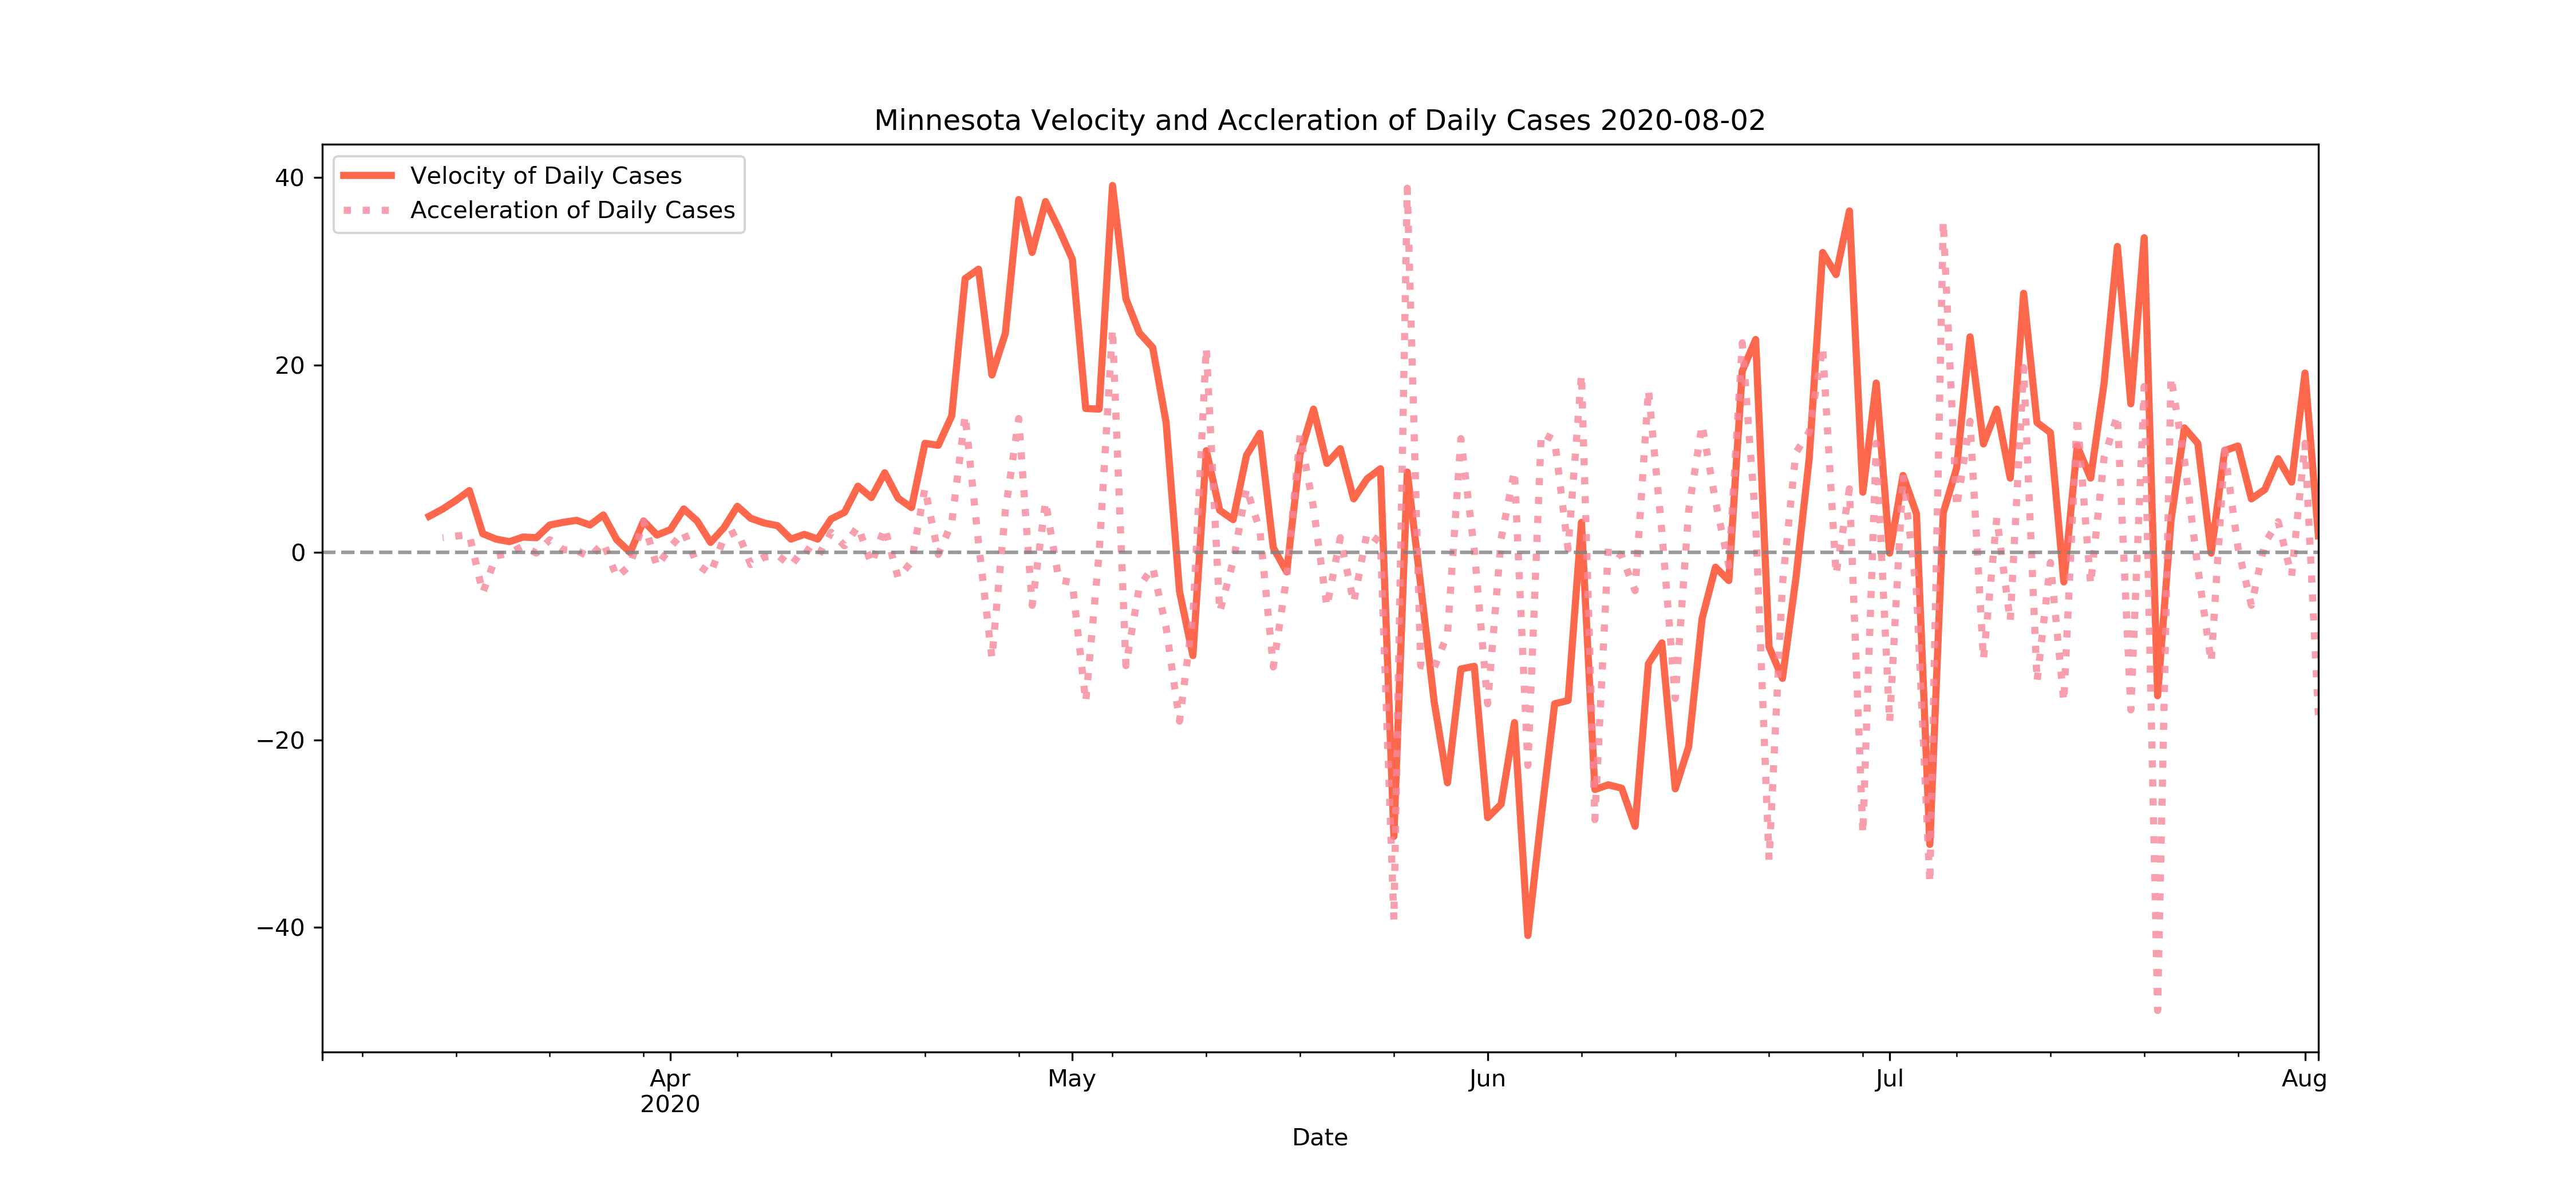 Minnesota Velocity and Accleration of Daily Cases 2020-08-02
Velocity of Daily Cases
Acceleration of Daily Cases
40
20
0
−20
−40
Apr
2020
May
Jun
Jul
Aug
Date